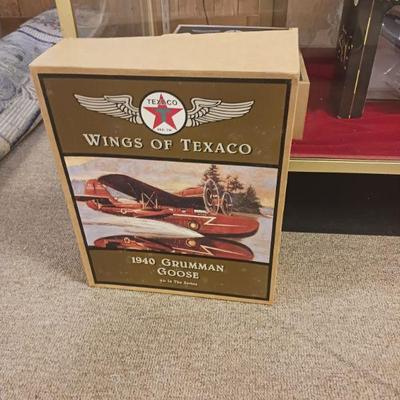 TEXACO
WINGS OF TEXACO
1940 GRUMMAN
GOOSE